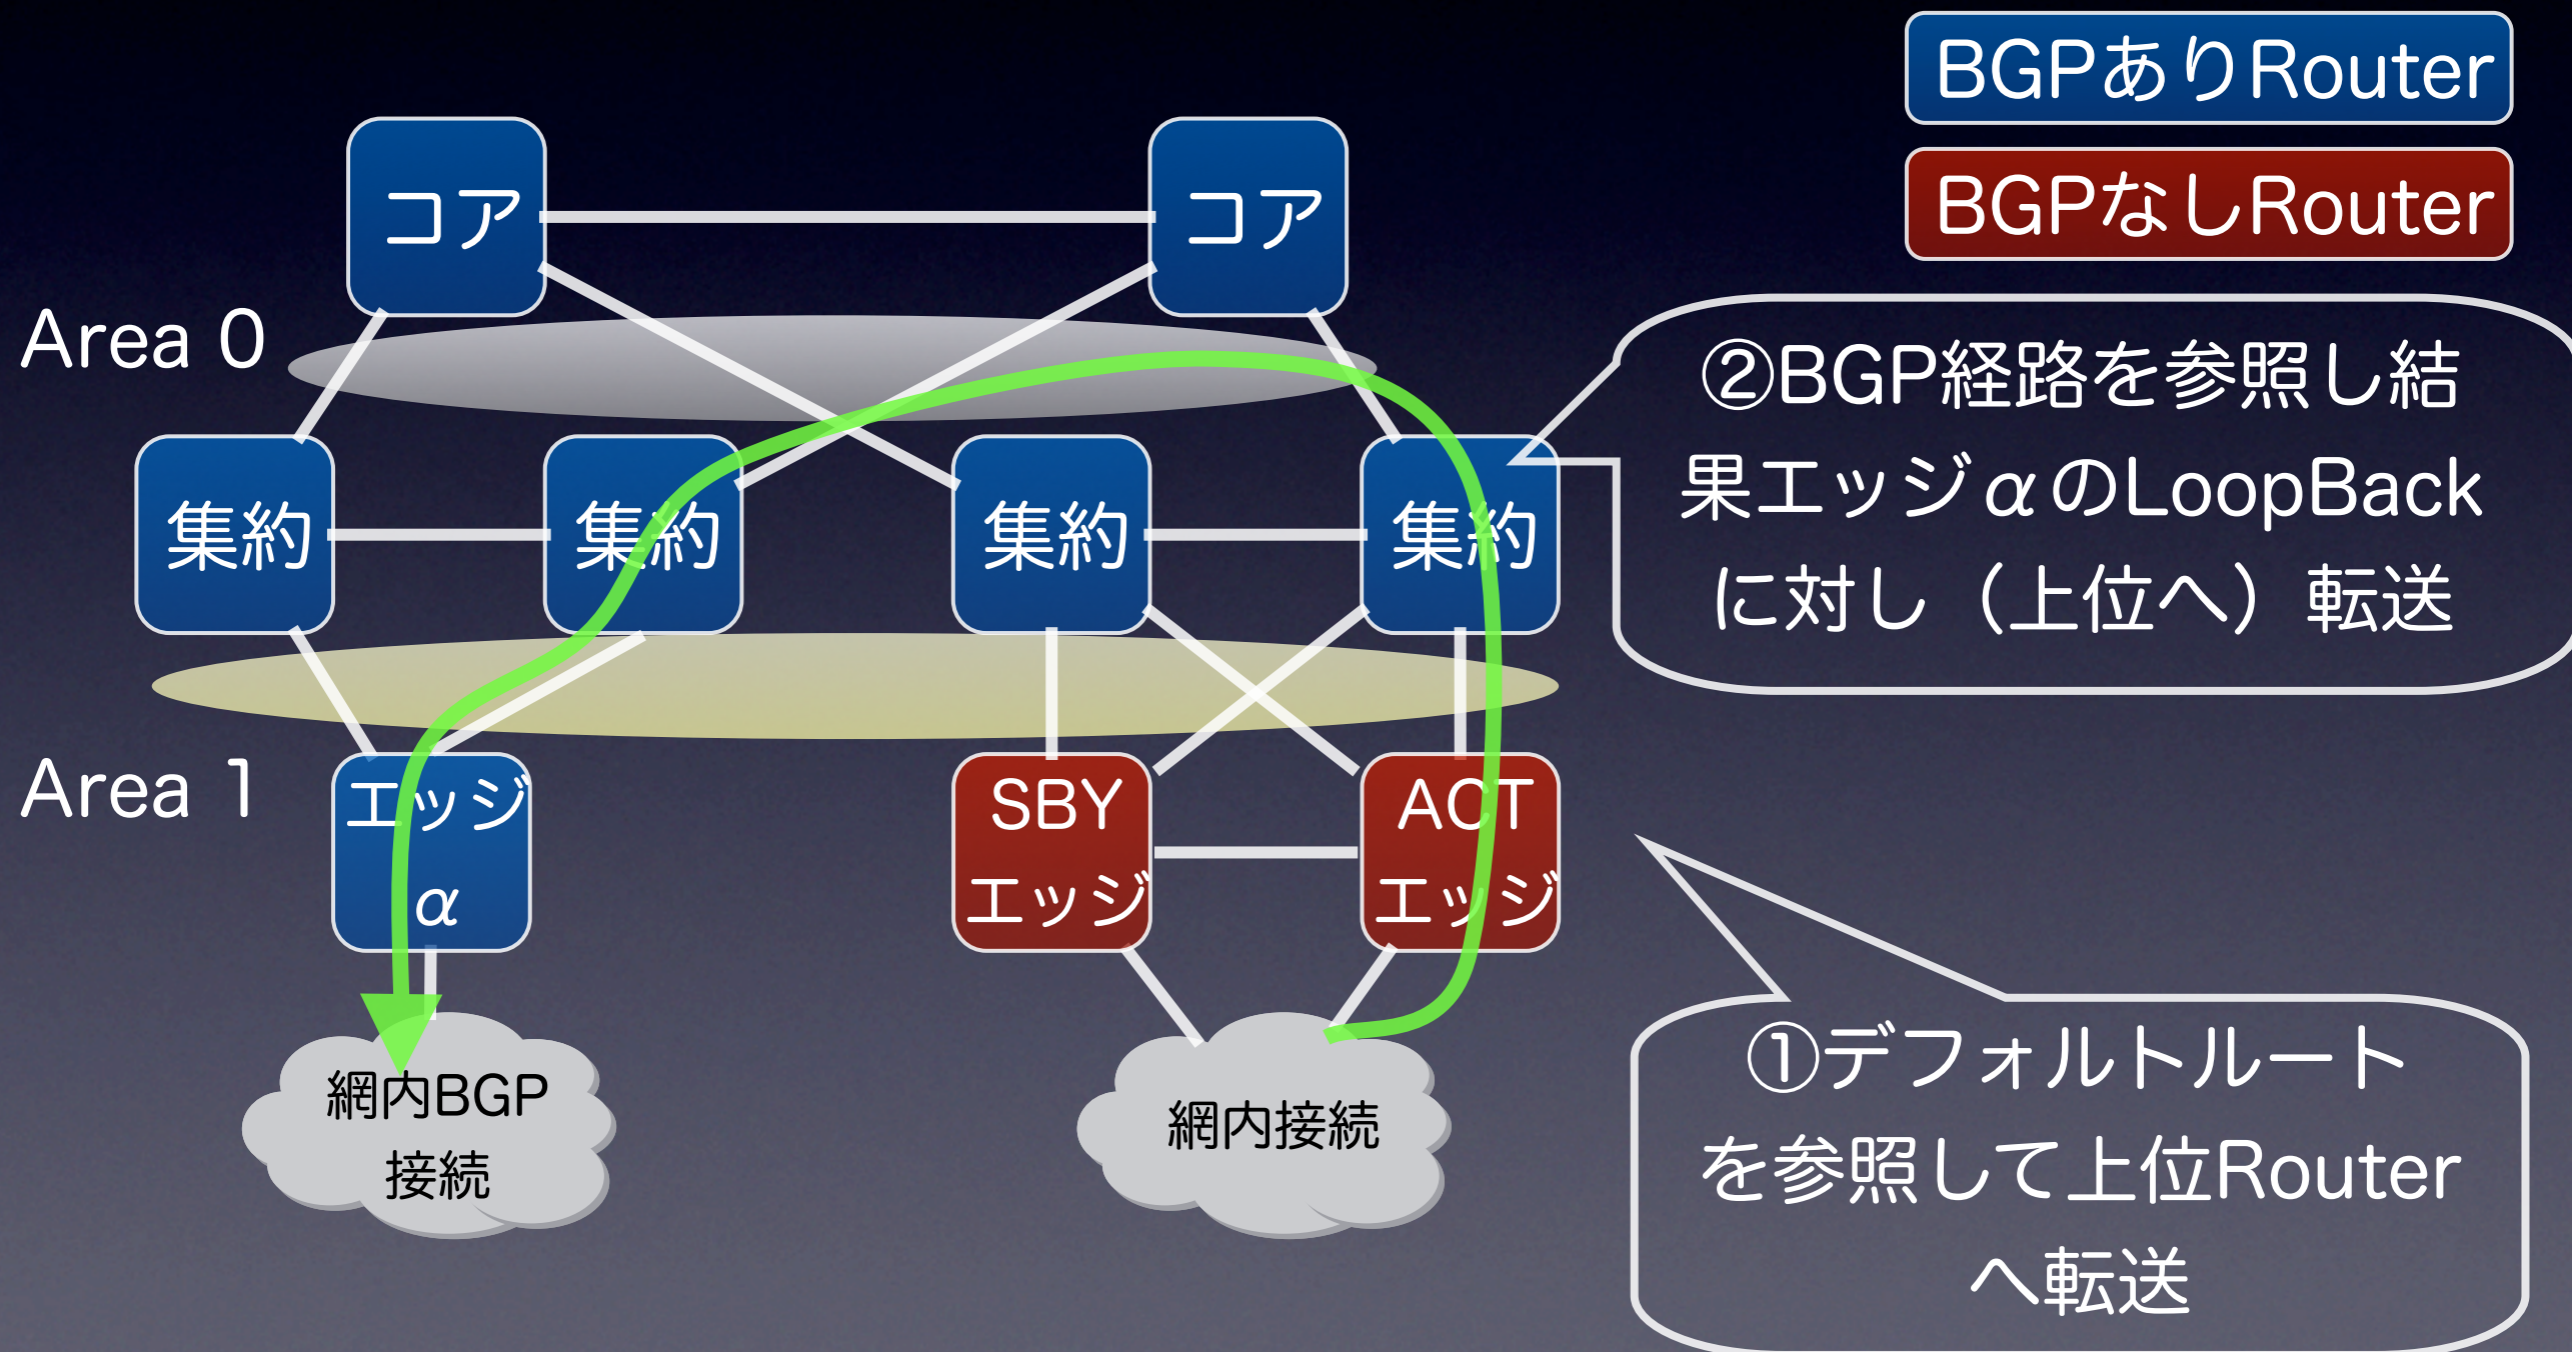 BGPありRouter
BGPなしRouter
コア
コア
Area 0
②BGP経路を参照し結
果エッジαのLoopBack
に対し（上位へ）転送
集約
集約
集約
集約
Area 1
エッジ
α
SBY
エッジ
ACT
エッジ
①デフォルトルート
を参照して上位Router
へ転送
網内BGP
接続
網内接続